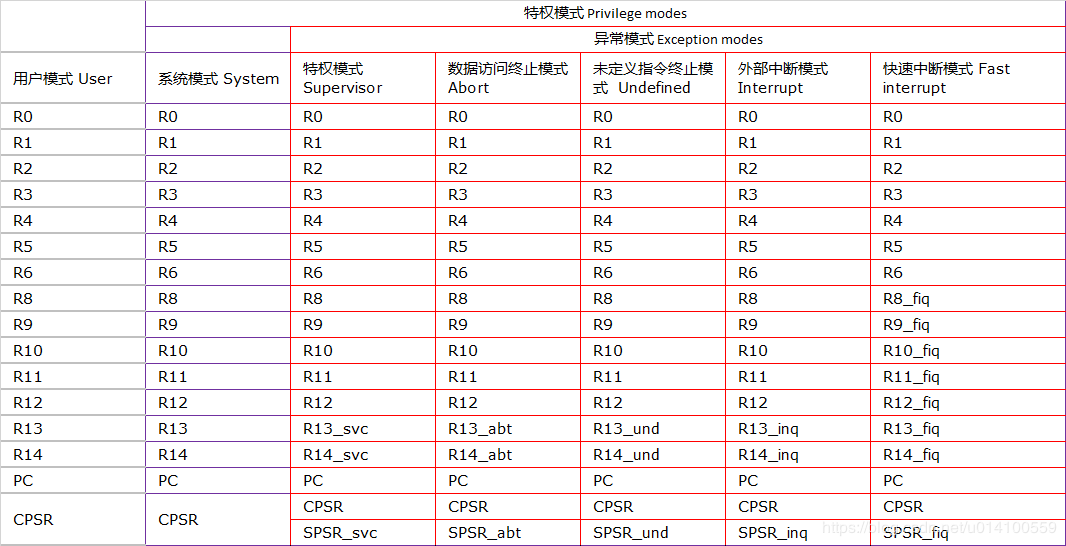 特权模式 Privilege modes
异常模式 Exception modes
用户模式 User 系统模式 System 特权模式 Supervisor 数据访问终止模式 Abort 未定义指令终止模式 Undefined 外部中断模式 Interrupt 快速中断模式 Fast interrupt
R0 R0 R0 R0 R0 R0 R0
R1 R1 R1 R1 R1 R1 R1
R2 R2 R2 R2 R2 R2 R2
R3 R3 R3 R3 R3 R3 R3
R4 R4 R4 R4 R4 R4 R4
R5 R5 R5 R5 R5 R5 R5
R6 R6 R6 R6 R6 R6 R6
R8 R8 R8 R8 R8 R8 R8_fiq
R9 R9 R9 R9 R9 R9 R9_fiq
R10 R10 R10 R10 R10 R10 R10_fiq
R11 R11 R11 R11 R11 R11 R11_fiq
R12 R12 R12 R12 R12 R12 R12_fiq
R13 R13 R13_svc R13_abt R13_und R13_inq R13_fiq
R14 R14 R14_svc R14_abt R14_und R14_inq R14_fiq
PC PC PC PC PC PC PC
CPSR CPSR CPSR CPSR CPSR CPSR CPSR
SPSR_svc SPSR_abt SPSR_und SPSR_inq SPSR_fiq
https://blog.csdn.net/u014100559